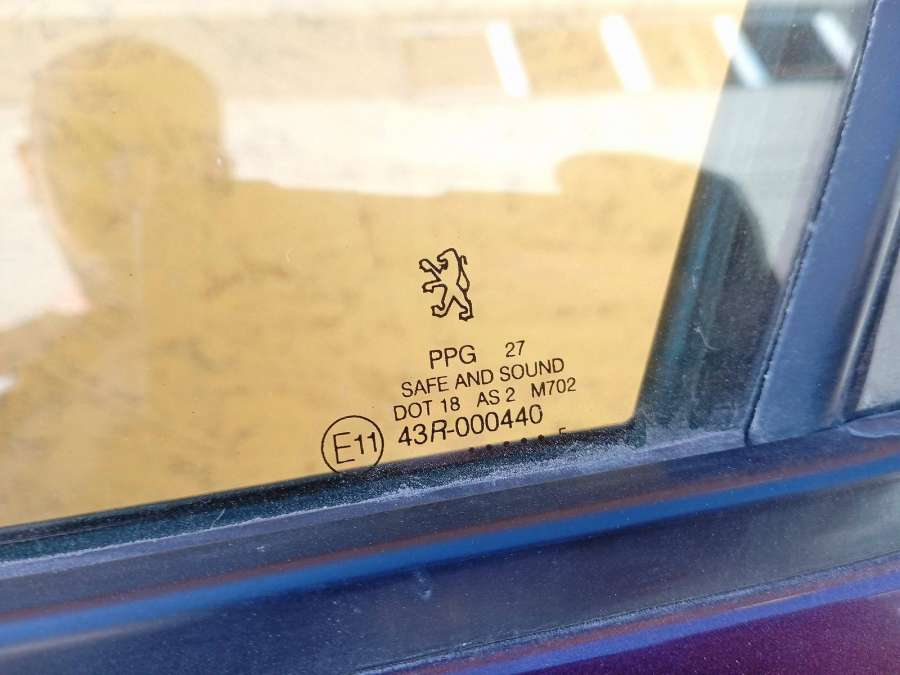 PPG 27
SAFE AND SOUND
DOT 18 AS 2 M702
E11 43R-000440
..... F